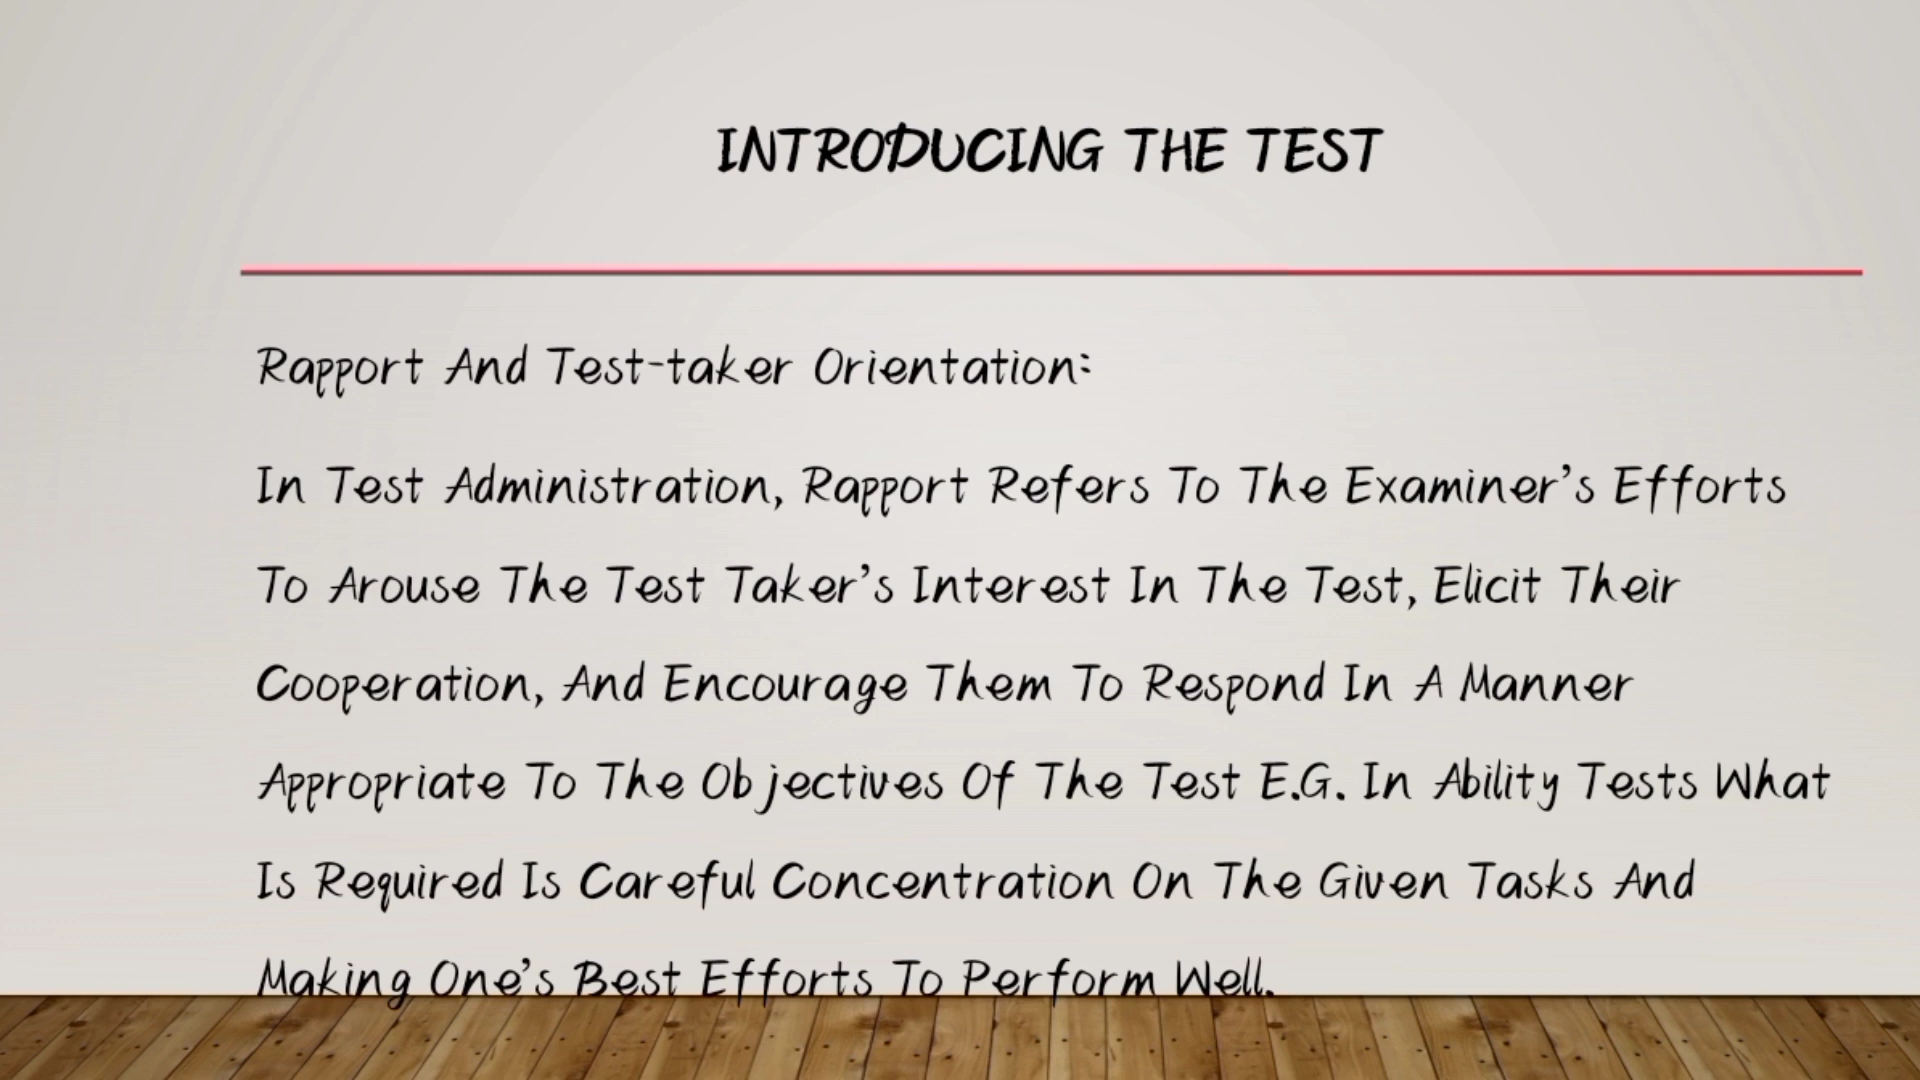 INTRODUCING THE TEST
Rapport And Test-taker Orientation:
In Test Administration, Rapport Refers To The Examiner’s Efforts
To Arouse The Test Taker’s Interest In The Test, Elicit Their
Cooperation, And Encourage Them To Respond In A Manner
Appropriate To The Objectives Of The Test E.G. In Ability Tests What
Is Required Is Careful Concentration On The Given Tasks And
Making One’s Best Efforts To Perform Well.